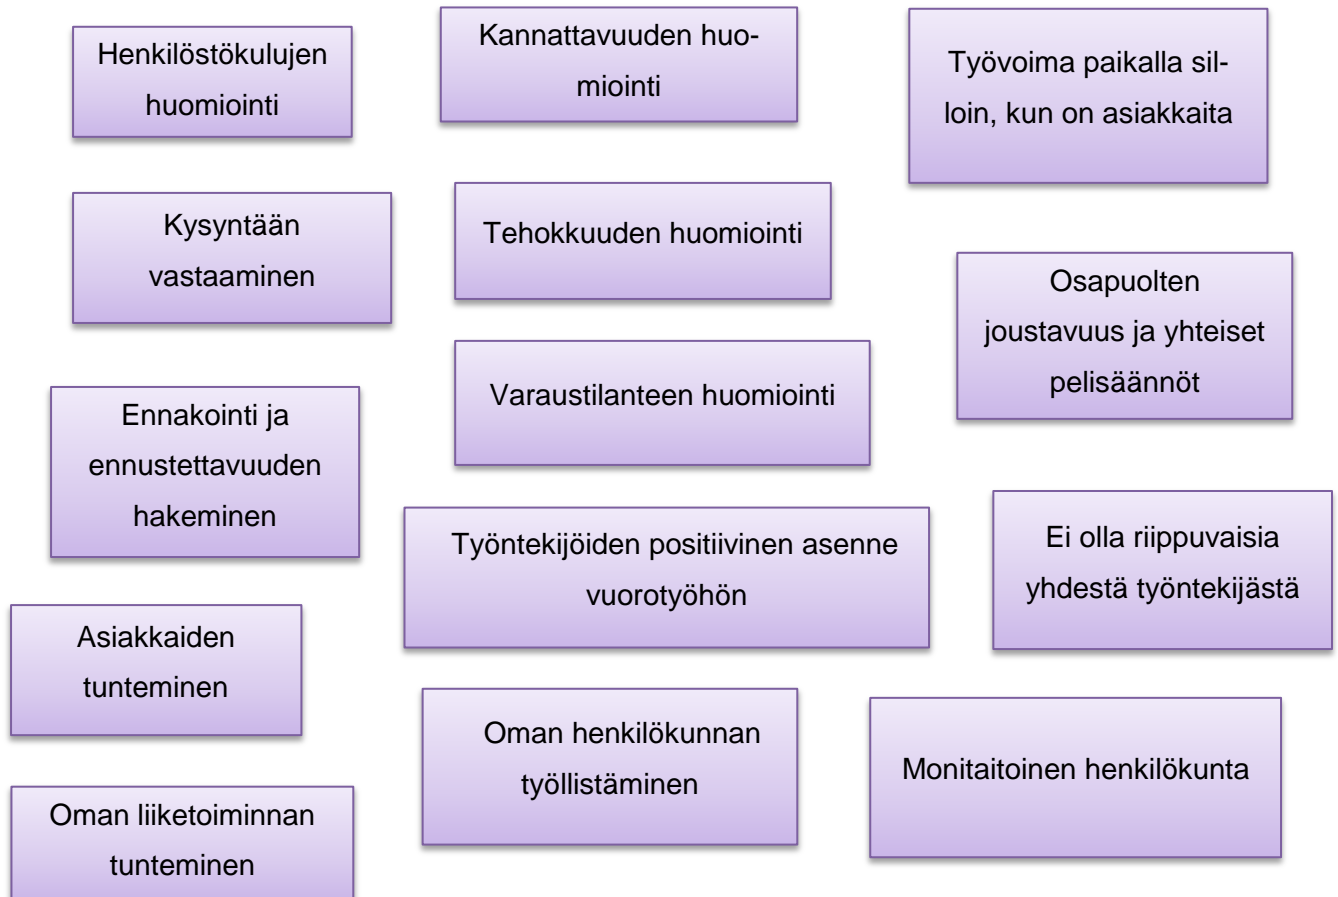 Henkilöstökulujen
huomiointi
Kannattavuuden huo-
miointi
Työvoima paikalla sil-
loin, kun on asiakkaita
Kysyntään
vastaaminen
Tehokkuuden huomiointi
Osapuolten
joustavuus ja yhteiset
pelisäännöt
Varaustilanteen huomiointi
Ennakointi ja
ennustettavuuden
hakeminen
Työntekijöiden positiivinen asenne
vuorotyöhön
Ei olla riippuvaisia
yhdestä työntekijästä
Asiakkaiden
tunteminen
Oman henkilökunnan
työllistäminen
Monitaitoinen henkilökunta
Oman liiketoiminnan
tunteminen